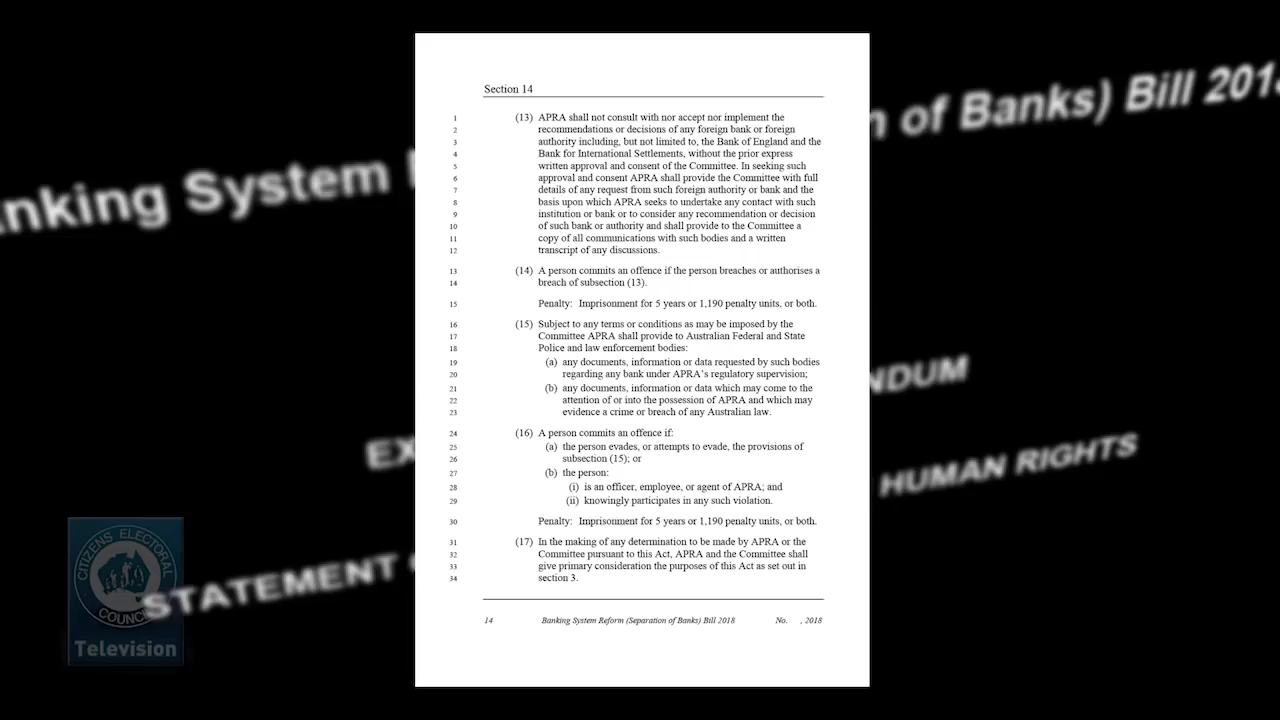 anking System
n of Banks) Bill 201
NDUM
EX
HUMAN RIGHTS
STATEMENT
CITIZENS ELECTORAL
COUNCIL
Television
Section 14
1 (13) APRA shall not consult with nor accept nor implement the
2 recommendations or decisions of any foreign bank or foreign
3 authority including, but not limited to, the Bank of England and the
4 Bank for International Settlements, without the prior express
5 written approval and consent of the Committee. In seeking such
6 approval and consent APRA shall provide the Committee with full
7 details of any request from such foreign authority or bank and the
8 basis upon which APRA seeks to undertake any contact with such
9 institution or bank or to consider any recommendation or decision
10 of such bank or authority and shall provide to the Committee a
11 copy of all communications with such bodies and a written
12 transcript of any discussions.
13 (14) A person commits an offence if the person breaches or authorises a
14 breach of subsection (13).
15 Penalty: Imprisonment for 5 years or 1,190 penalty units, or both.
16 (15) Subject to any terms or conditions as may be imposed by the
17 Committee APRA shall provide to Australian Federal and State
18 Police and law enforcement bodies:
19 (a) any documents, information or data requested by such bodies
20 regarding any bank under APRA's regulatory supervision;
21 (b) any documents, information or data which may come to the
22 attention of or into the possession of APRA and which may
23 evidence a crime or breach of any Australian law.
24 (16) A person commits an offence if:
25 (a) the person evades, or attempts to evade, the provisions of
26 subsection (15); or
27 (b) the person:
28 (i) is an officer, employee, or agent of APRA; and
29 (ii) knowingly participates in any such violation.
30 Penalty: Imprisonment for 5 years or 1,190 penalty units, or both.
31 (17) In the making of any determination to be made by APRA or the
32 Committee pursuant to this Act, APRA and the Committee shall
33 give primary consideration the purposes of this Act as set out in
34 section 3.
14 Banking System Reform (Separation of Banks) Bill 2018 No. , 2018